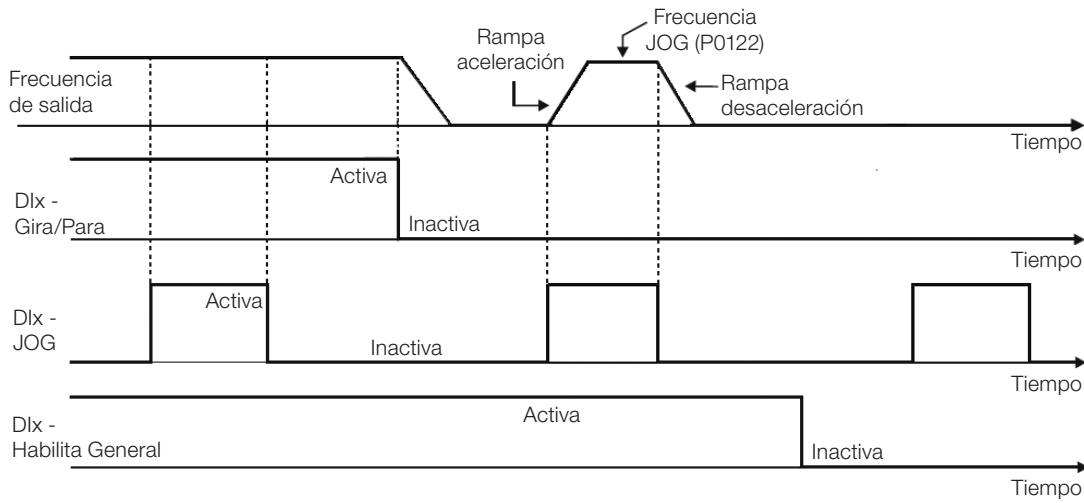 Frecuencia
JOG (P0122)
Rampa
aceleración
Frecuencia
de salida
Rampa
desaceleración
Tiempo
Activa
DIx -
Gira/Para
Inactiva
Tiempo
Activa
DIx -
JOG
Inactiva
Tiempo
Activa
DIx -
Habilita General
Inactiva
Tiempo